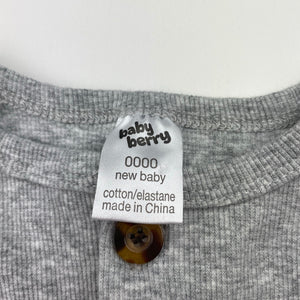 baby
berry
0000
new baby
cotton/elastane
made in China